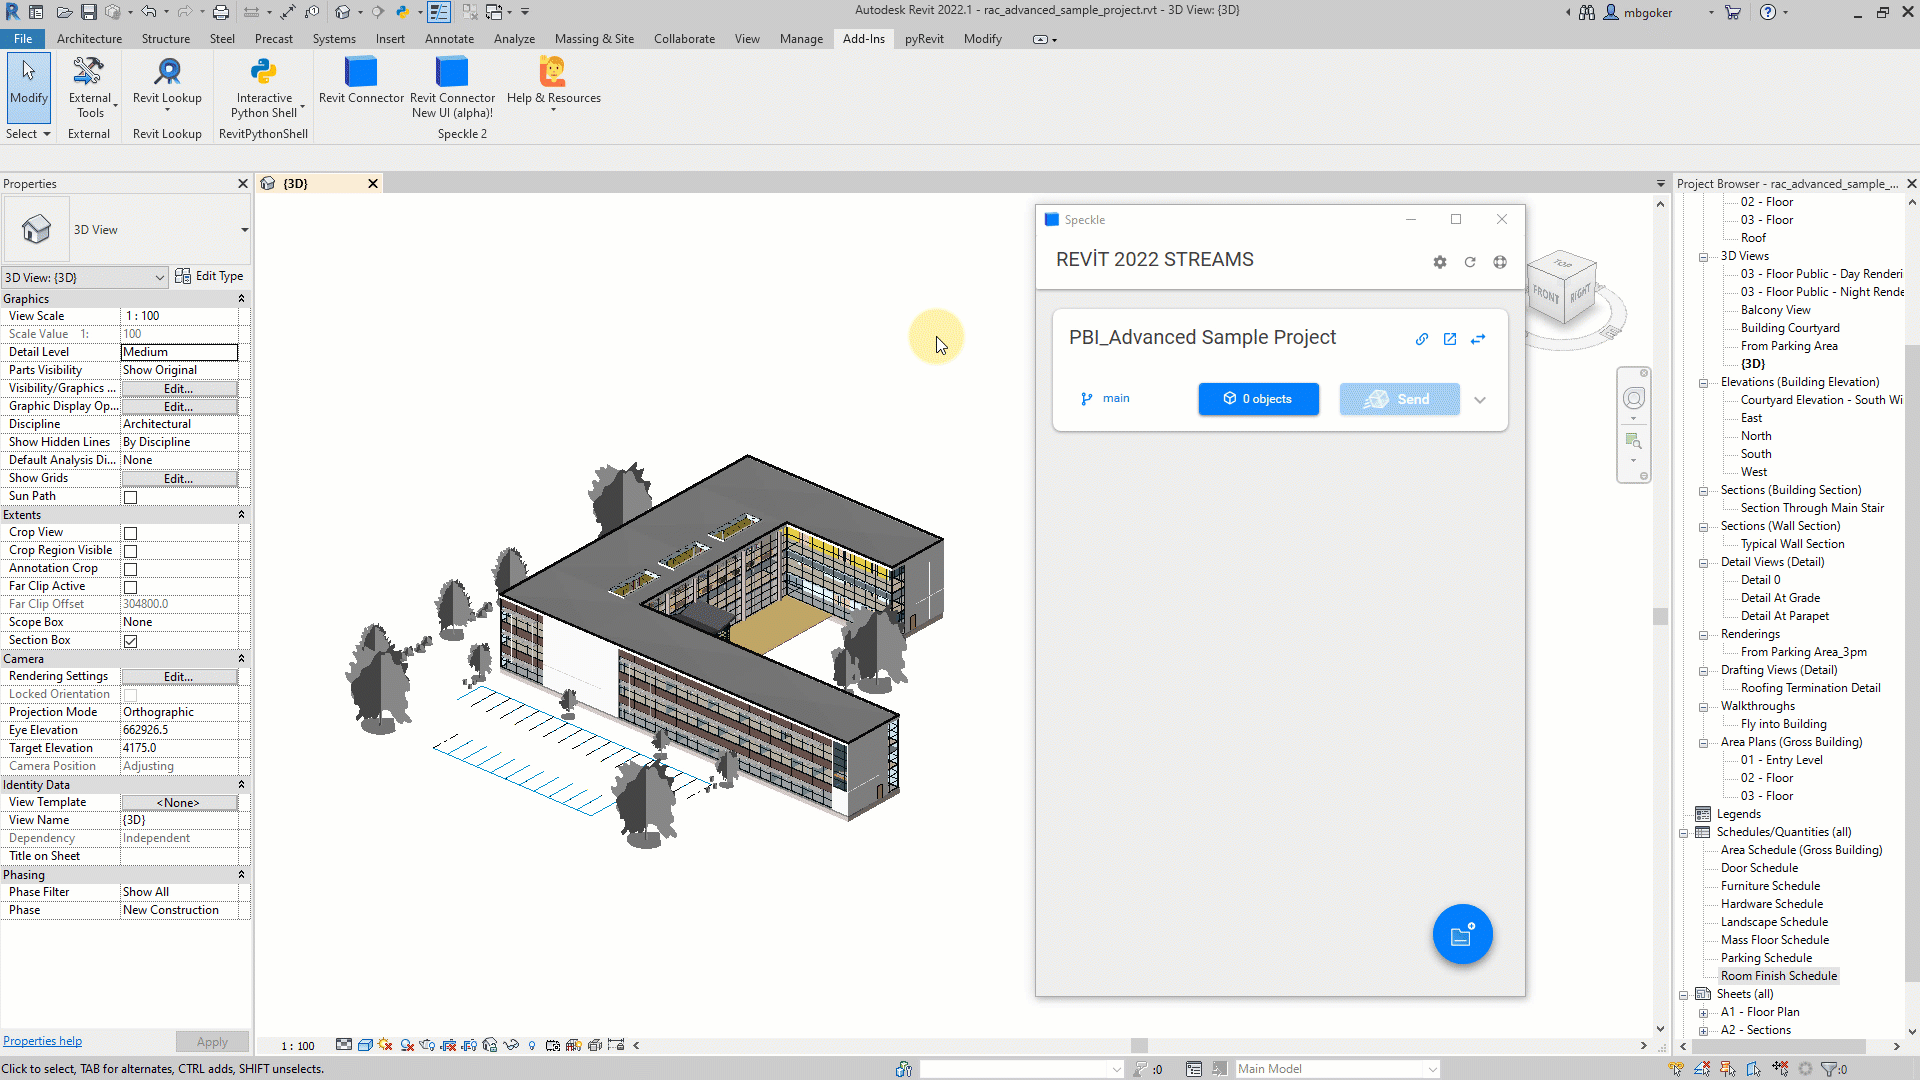 Autodesk Revit 2022.1 - rac_advanced_sample_project.rvt - 3D View: {3D}
mbgoker
File
Architecture
Structure
Steel
Precast
Systems
Insert
Annotate
Analyze
Massing & Site
Collaborate
View
Manage
Add-Ins
pyRevit
Modify
Modify
External
Tools
Revit Lookup
Interactive
Python Shell
Revit Connector
Revit Connector
New UI (alpha)!
Help & Resources
Select
External
Revit Lookup
RevitPythonShell
Speckle 2
Properties
3D View
3D View: {3D}
Edit Type
Graphics
View Scale 1 : 100
Scale Value 1: 100
Detail Level Medium
Parts Visibility Show Original
Visibility/Graphics ... Edit...
Graphic Display Op... Edit...
Discipline Architectural
Show Hidden Lines By Discipline
Default Analysis Di... None
Show Grids Edit...
Sun Path
Extents
Crop View
Crop Region Visible
Annotation Crop
Far Clip Active
Far Clip Offset 304800.0
Scope Box None
Section Box
Camera
Rendering Settings Edit...
Locked Orientation
Projection Mode Orthographic
Eye Elevation 662926.5
Target Elevation 4175.0
Camera Position Adjusting
Identity Data
View Template <None>
View Name {3D}
Dependency Independent
Title on Sheet
Phasing
Phase Filter Show All
Phase New Construction
Properties help
Apply
{3D}
Speckle
REVİT 2022 STREAMS
PBI_Advanced Sample Project
main
0 objects
Send
TOP
FRONT
RIGHT
1 : 100
Project Browser - rac_advanced_sample_...
02 - Floor
03 - Floor
Roof
3D Views
03 - Floor Public - Day Renderi
03 - Floor Public - Night Rende
Balcony View
Building Courtyard
From Parking Area
{3D}
Elevations (Building Elevation)
Courtyard Elevation - South Wi
East
North
South
West
Sections (Building Section)
Section Through Main Stair
Sections (Wall Section)
Typical Wall Section
Detail Views (Detail)
Detail 0
Detail At Grade
Detail At Parapet
Renderings
From Parking Area_3pm
Drafting Views (Detail)
Roofing Termination Detail
Walkthroughs
Fly into Building
Area Plans (Gross Building)
01 - Entry Level
02 - Floor
03 - Floor
Legends
Schedules/Quantities (all)
Area Schedule (Gross Building)
Door Schedule
Furniture Schedule
Hardware Schedule
Landscape Schedule
Mass Floor Schedule
Parking Schedule
Room Finish Schedule
Sheets (all)
A1 - Floor Plan
A2 - Sections
Click to select, TAB for alternates, CTRL adds, SHIFT unselects.
:0
Main Model
:0